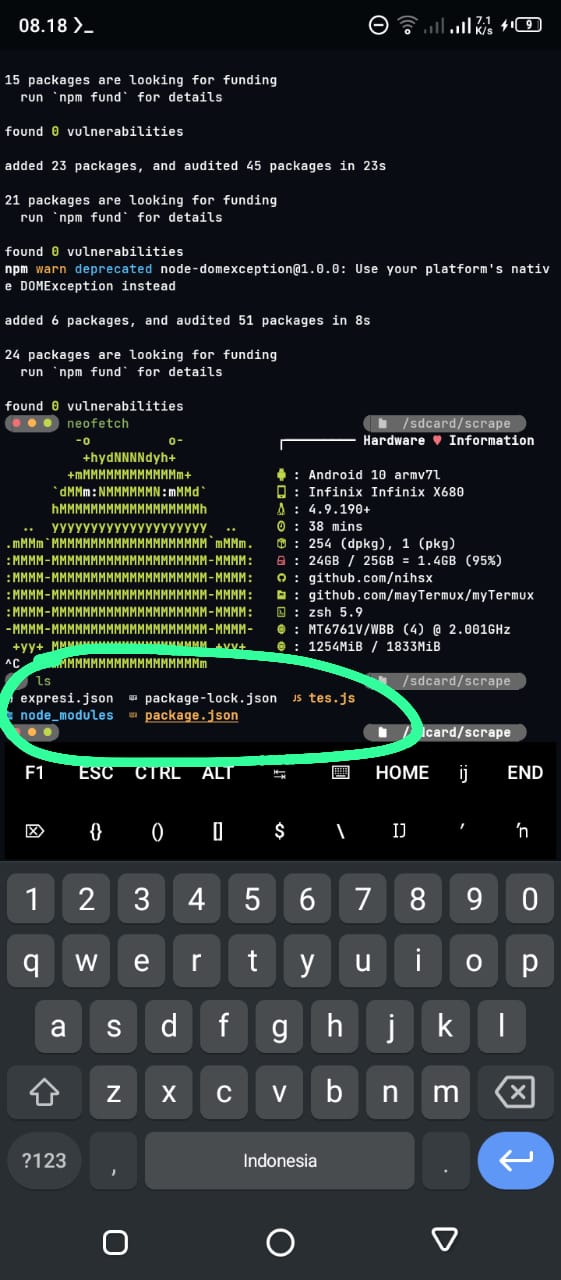 08.18 ❯_ 7.1 K/s 9
15 packages are looking for funding
run `npm fund` for details
found 0 vulnerabilities
added 23 packages, and audited 45 packages in 23s
21 packages are looking for funding
run `npm fund` for details
found 0 vulnerabilities
npm warn deprecated node-domexception@1.0.0: Use your platform's nativ
e DOMException instead
added 6 packages, and audited 51 packages in 8s
24 packages are looking for funding
run `npm fund` for details
found 0 vulnerabilities
neofetch /sdcard/scrape
-o o- Hardware ♥ Information
+hydNNNNdyh+
+mMMMMMMMMMMMMm+ : Android 10 armv7l
`dMMm:NMMMMMMN:mMMd` : Infinix Infinix X680
hMMMMMMMMMMMMMMMMMMh : 4.9.190+
.. yyyyyyyyyyyyyyyyyyyy .. : 38 mins
.mMMm`MMMMMMMMMMMMMMMMMMMM`mMMm. : 254 (dpkg), 1 (pkg)
:MMMM-MMMMMMMMMMMMMMMMMMMM-MMMM: : 24GB / 25GB = 1.4GB (95%)
:MMMM-MMMMMMMMMMMMMMMMMMMM-MMMM: : github.com/nihsx
:MMMM-MMMMMMMMMMMMMMMMMMMM-MMMM: : github.com/mayTermux/myTermux
:MMMM-MMMMMMMMMMMMMMMMMMMM-MMMM: : zsh 5.9
-MMMM-MMMMMMMMMMMMMMMMMMMM-MMMM- : MT6761V/WBB (4) @ 2.001GHz
+yy+ MMMMMMMMMMMMMMMMMMMM +yy+ : 1254MiB / 1833MiB
^C mMMMMMMMMMMMMMMMMMMm
ls /sdcard/scrape
expresi.json package-lock.json JS tes.js
node_modules package.json
/sdcard/scrape
F1 ESC CTRL ALT HOME ij END
{} () [] $ \ IJ ′ ŉ
1 2 3 4 5 6 7 8 9 0
q w e r t y u i o p
a s d f g h j k l
z x c v b n m
?123 , Indonesia .